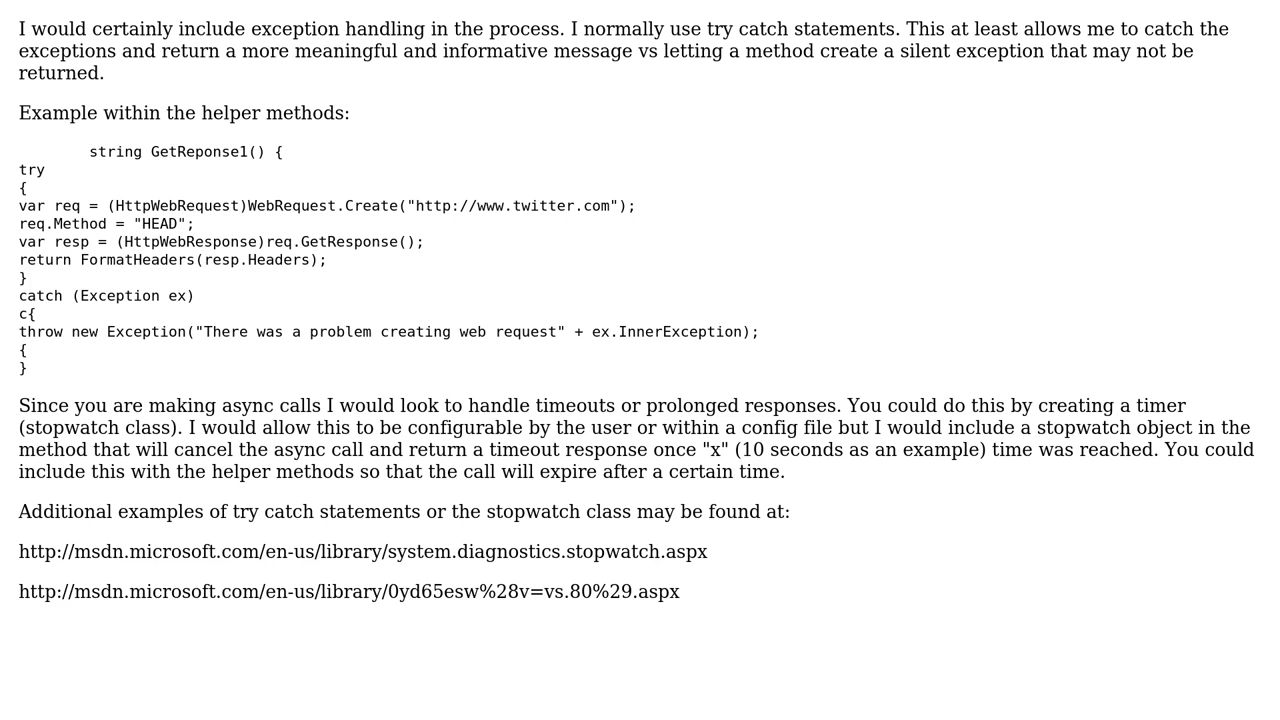 I would certainly include exception handling in the process. I normally use try catch statements. This at least allows me to catch the
exceptions and return a more meaningful and informative message vs letting a method create a silent exception that may not be
returned.
Example within the helper methods:
string GetReponse1() {
try
{
var req = (HttpWebRequest)WebRequest.Create("http://www.twitter.com");
req.Method = "HEAD";
var resp = (HttpWebResponse)req.GetResponse();
return FormatHeaders(resp.Headers);
}
catch (Exception ex)
c{
throw new Exception("There was a problem creating web request" + ex.InnerException);
{
}
Since you are making async calls I would look to handle timeouts or prolonged responses. You could do this by creating a timer
(stopwatch class). I would allow this to be configurable by the user or within a config file but I would include a stopwatch object in the
method that will cancel the async call and return a timeout response once "x" (10 seconds as an example) time was reached. You could
include this with the helper methods so that the call will expire after a certain time.
Additional examples of try catch statements or the stopwatch class may be found at:
http://msdn.microsoft.com/en-us/library/system.diagnostics.stopwatch.aspx
http://msdn.microsoft.com/en-us/library/0yd65esw%28v=vs.80%29.aspx